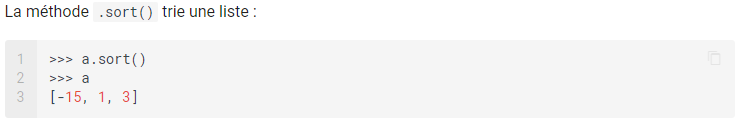 La méthode .sort() trie une liste :
1 >>> a.sort()
2 >>> a
3 [-15, 1, 3]